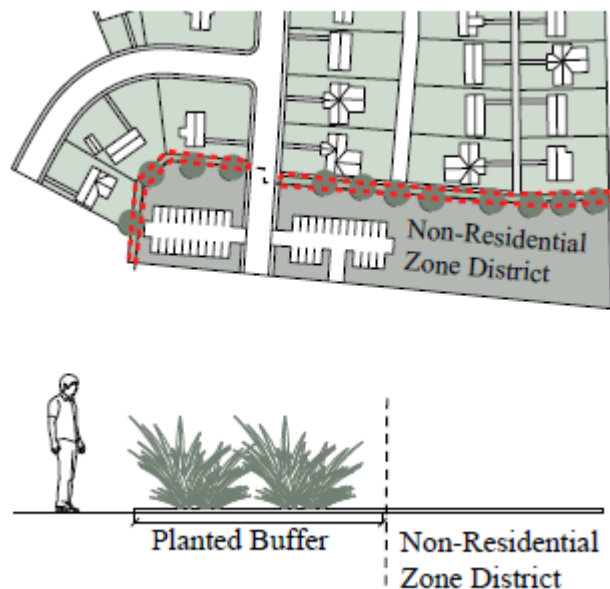 Non-Residential
Zone District
Planted Buffer
Non-Residential
Zone District